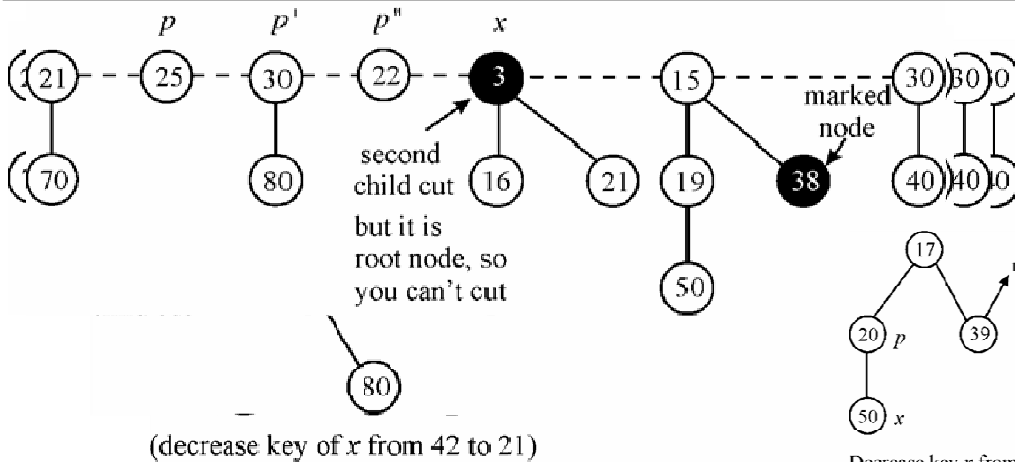 p p' p" x
21 25 30 22 3 15 30 30
marked
node
second
child cut
70 80 16 21 19 38 40 40
but it is
root node, so
you can't cut
50
17
20 p 39
80
50 x
(decrease key of x from 42 to 21)